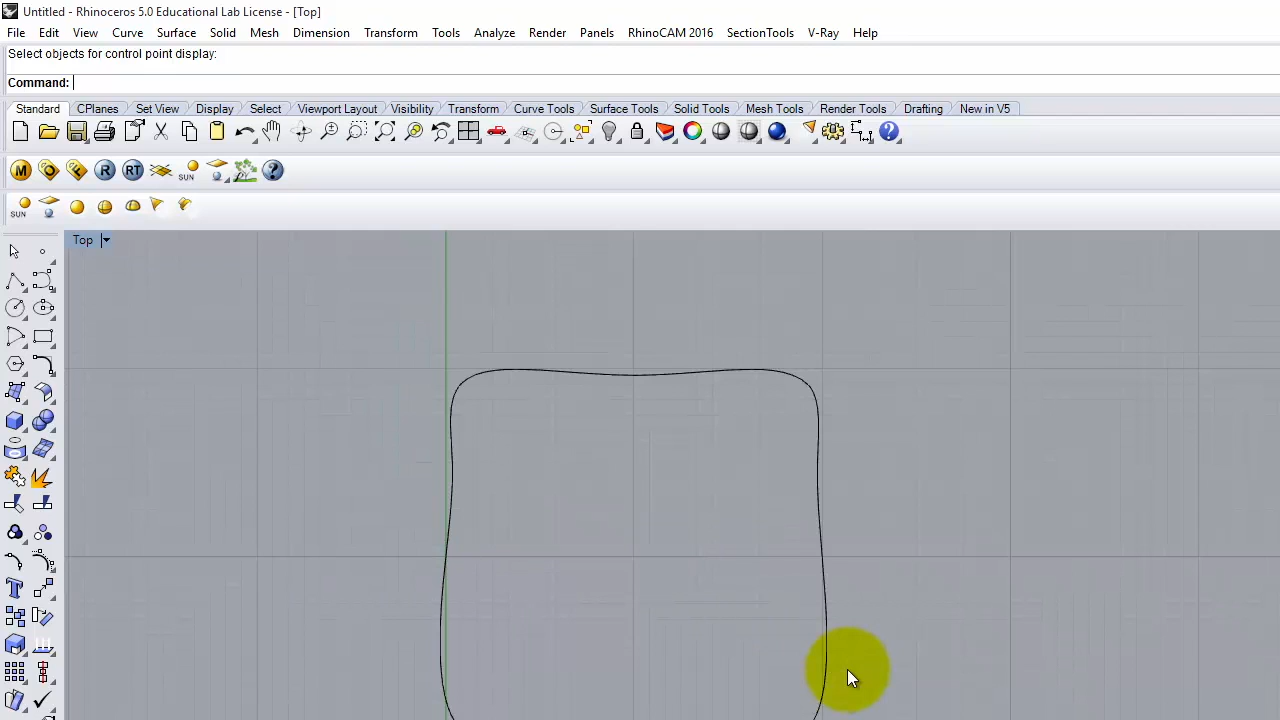 Untitled - Rhinoceros 5.0 Educational Lab License - [Top]
File Edit View Curve Surface Solid Mesh Dimension Transform Tools Analyze Render Panels RhinoCAM 2016 SectionTools V-Ray Help
Select objects for control point display:
Command:
Standard CPlanes Set View Display Select Viewport Layout Visibility Transform Curve Tools Surface Tools Solid Tools Mesh Tools Render Tools Drafting New in V5
M O F R RT SUN
SUN
Top